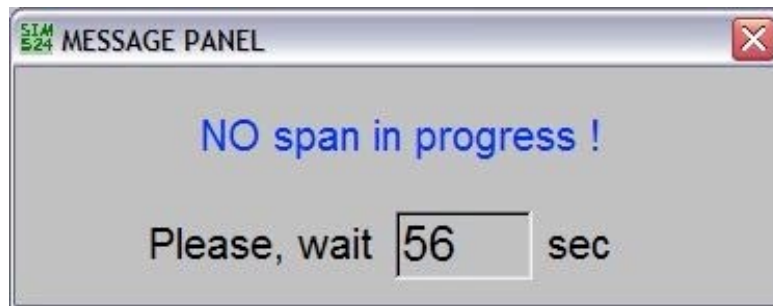 SIM
524 MESSAGE PANEL
NO span in progress !
Please, wait 56 sec